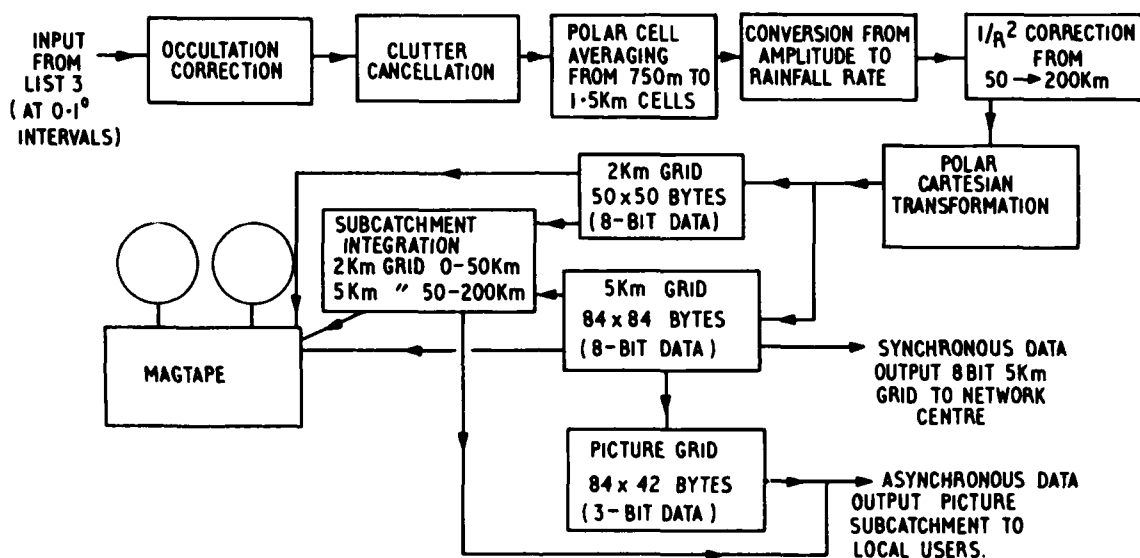 INPUT
FROM
LIST 3
(AT 0·1°
INTERVALS)
OCCULTATION
CORRECTION
CLUTTER
CANCELLATION
POLAR CELL
AVERAGING
FROM 750m TO
1·5Km CELLS
CONVERSION FROM
AMPLITUDE TO
RAINFALL RATE
1/R² CORRECTION
FROM
50 → 200Km
POLAR
CARTESIAN
TRANSFORMATION
2Km GRID
50 x 50 BYTES
(8-BIT DATA)
SUBCATCHMENT
INTEGRATION
2Km GRID 0-50Km
5Km " 50-200Km
5Km GRID
84 x 84 BYTES
(8-BIT DATA)
MAGTAPE
SYNCHRONOUS DATA
OUTPUT 8BIT 5Km
GRID TO NETWORK
CENTRE
PICTURE GRID
84 x 42 BYTES
(3-BIT DATA)
ASYNCHRONOUS DATA
OUTPUT PICTURE
SUBCATCHMENT TO
LOCAL USERS.